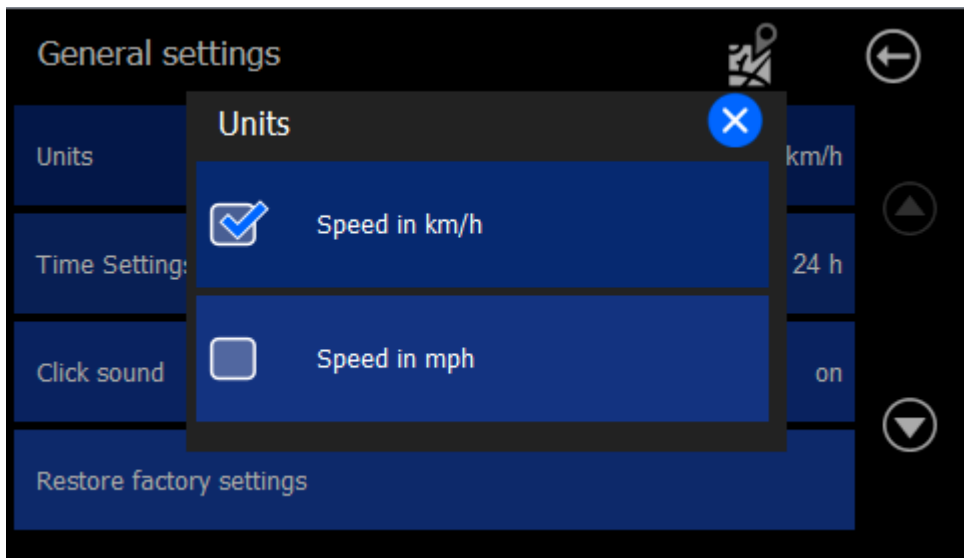 General settings
Units
Units
km/h
Speed in km/h
Time Settings
24 h
Speed in mph
Click sound
on
Restore factory settings